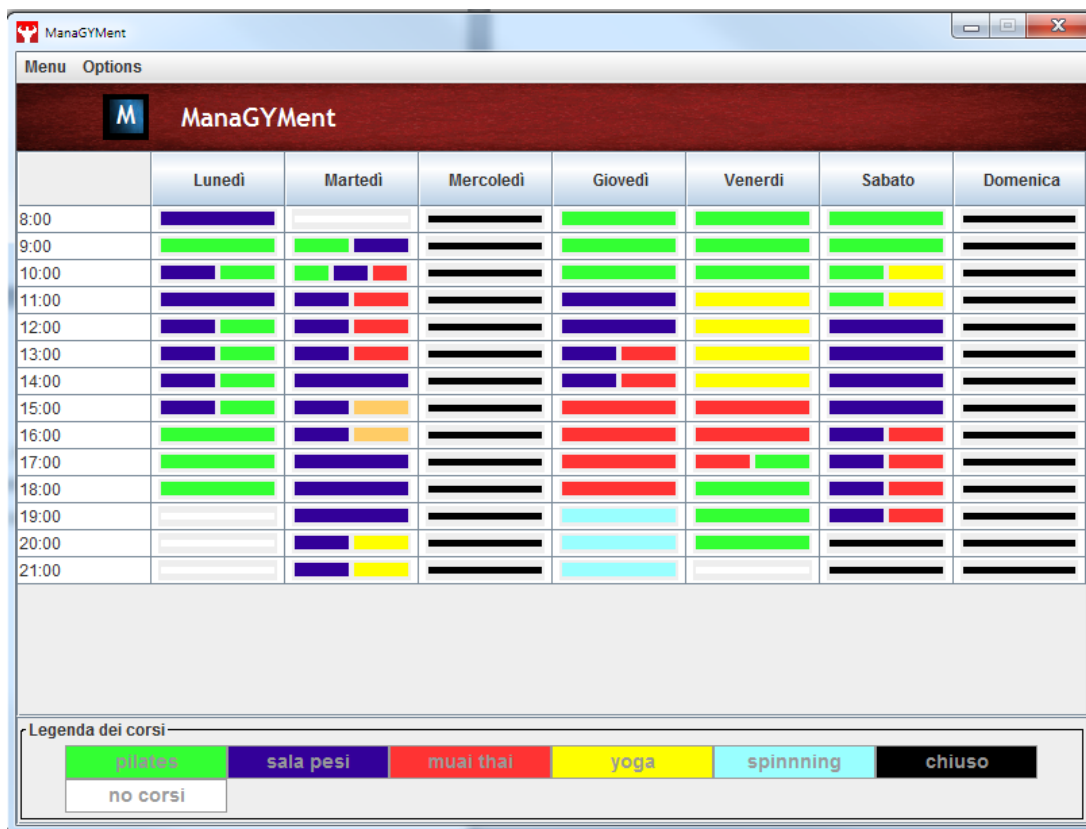 ManaGYMent
Menu Options
M ManaGYMent
Lunedì Martedì Mercoledì Giovedì Venerdi Sabato Domenica
8:00
9:00
10:00
11:00
12:00
13:00
14:00
15:00
16:00
17:00
18:00
19:00
20:00
21:00
Legenda dei corsi
pilates sala pesi muai thai yoga spinnning chiuso
no corsi